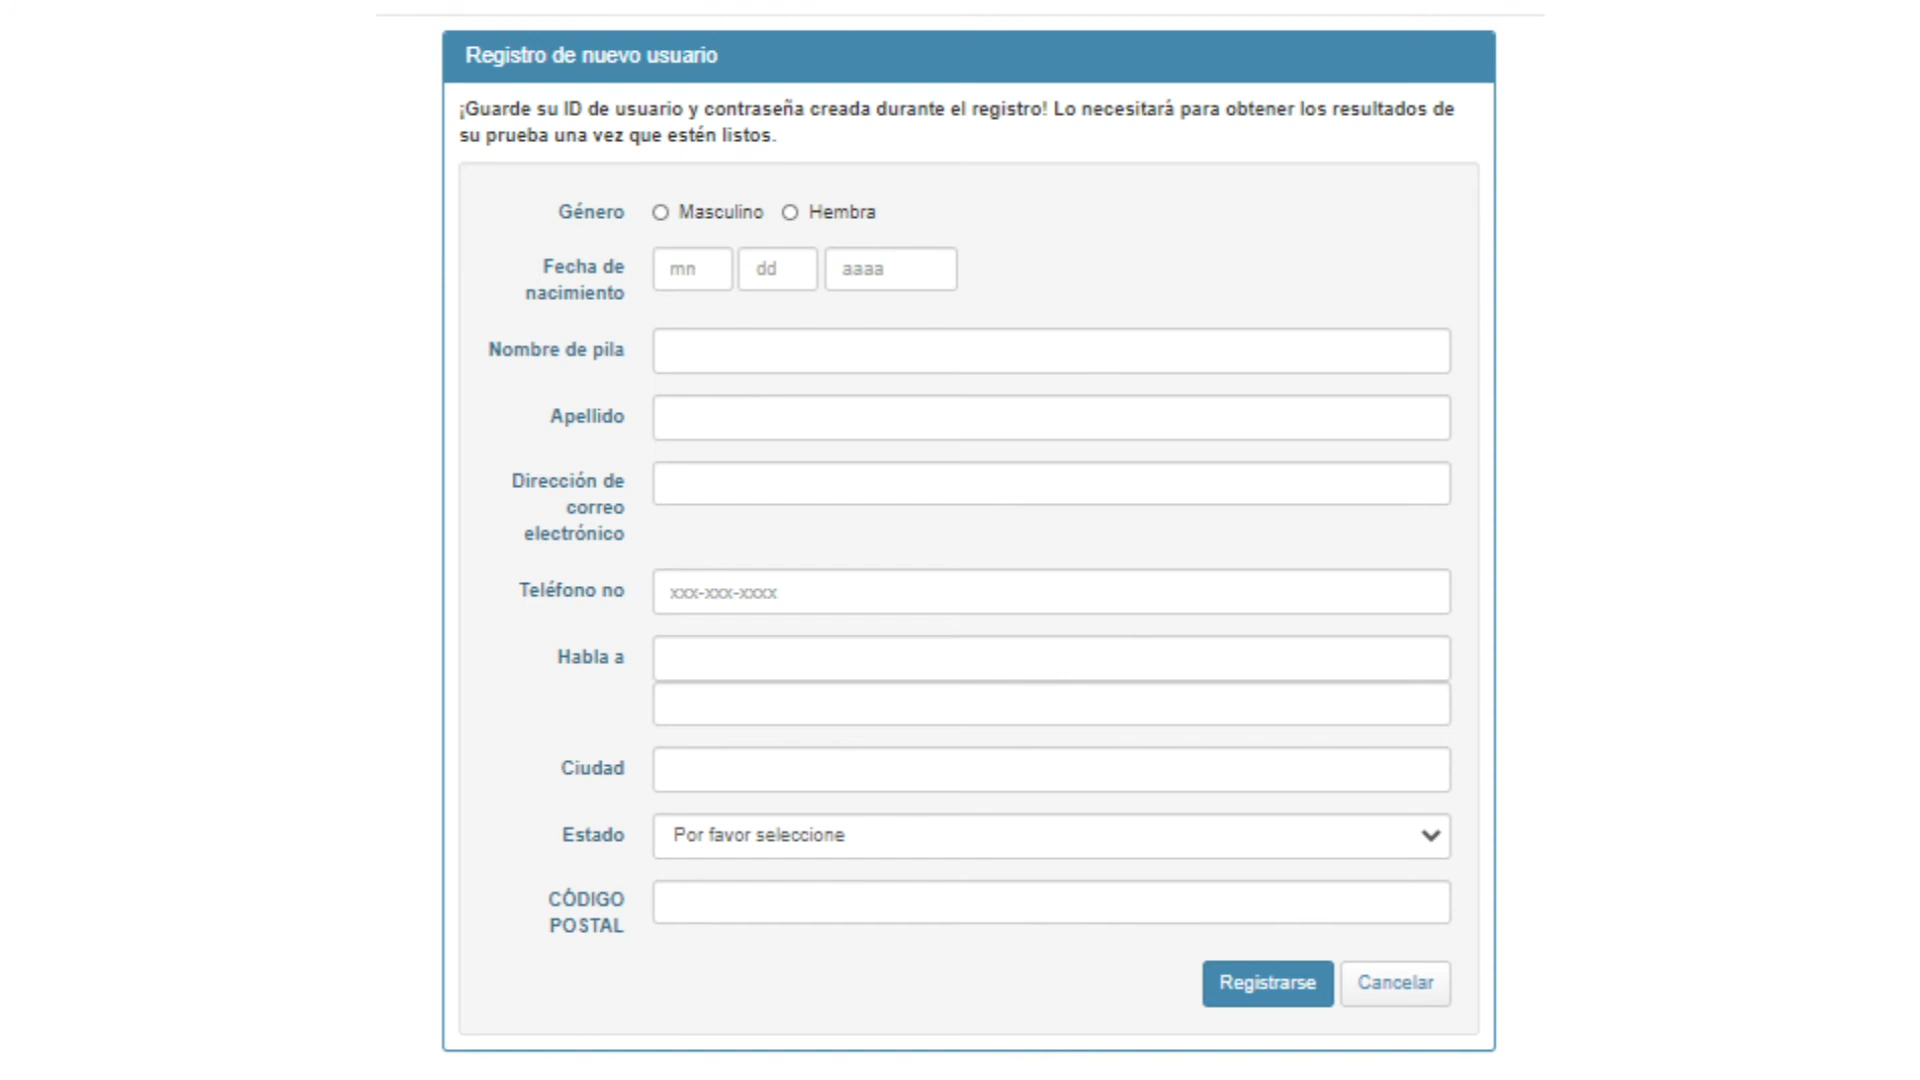 Registro de nuevo usuario
¡Guarde su ID de usuario y contraseña creada durante el registro! Lo necesitará para obtener los resultados de
su prueba una vez que estén listos.
Género Masculino Hembra
Fecha de
nacimiento
mn dd aaaa
Nombre de pila
Apellido
Dirección de
correo
electrónico
Teléfono no xxx-xxx-xxxx
Habla a
Ciudad
Estado Por favor seleccione
CÓDIGO
POSTAL
Registrarse Cancelar